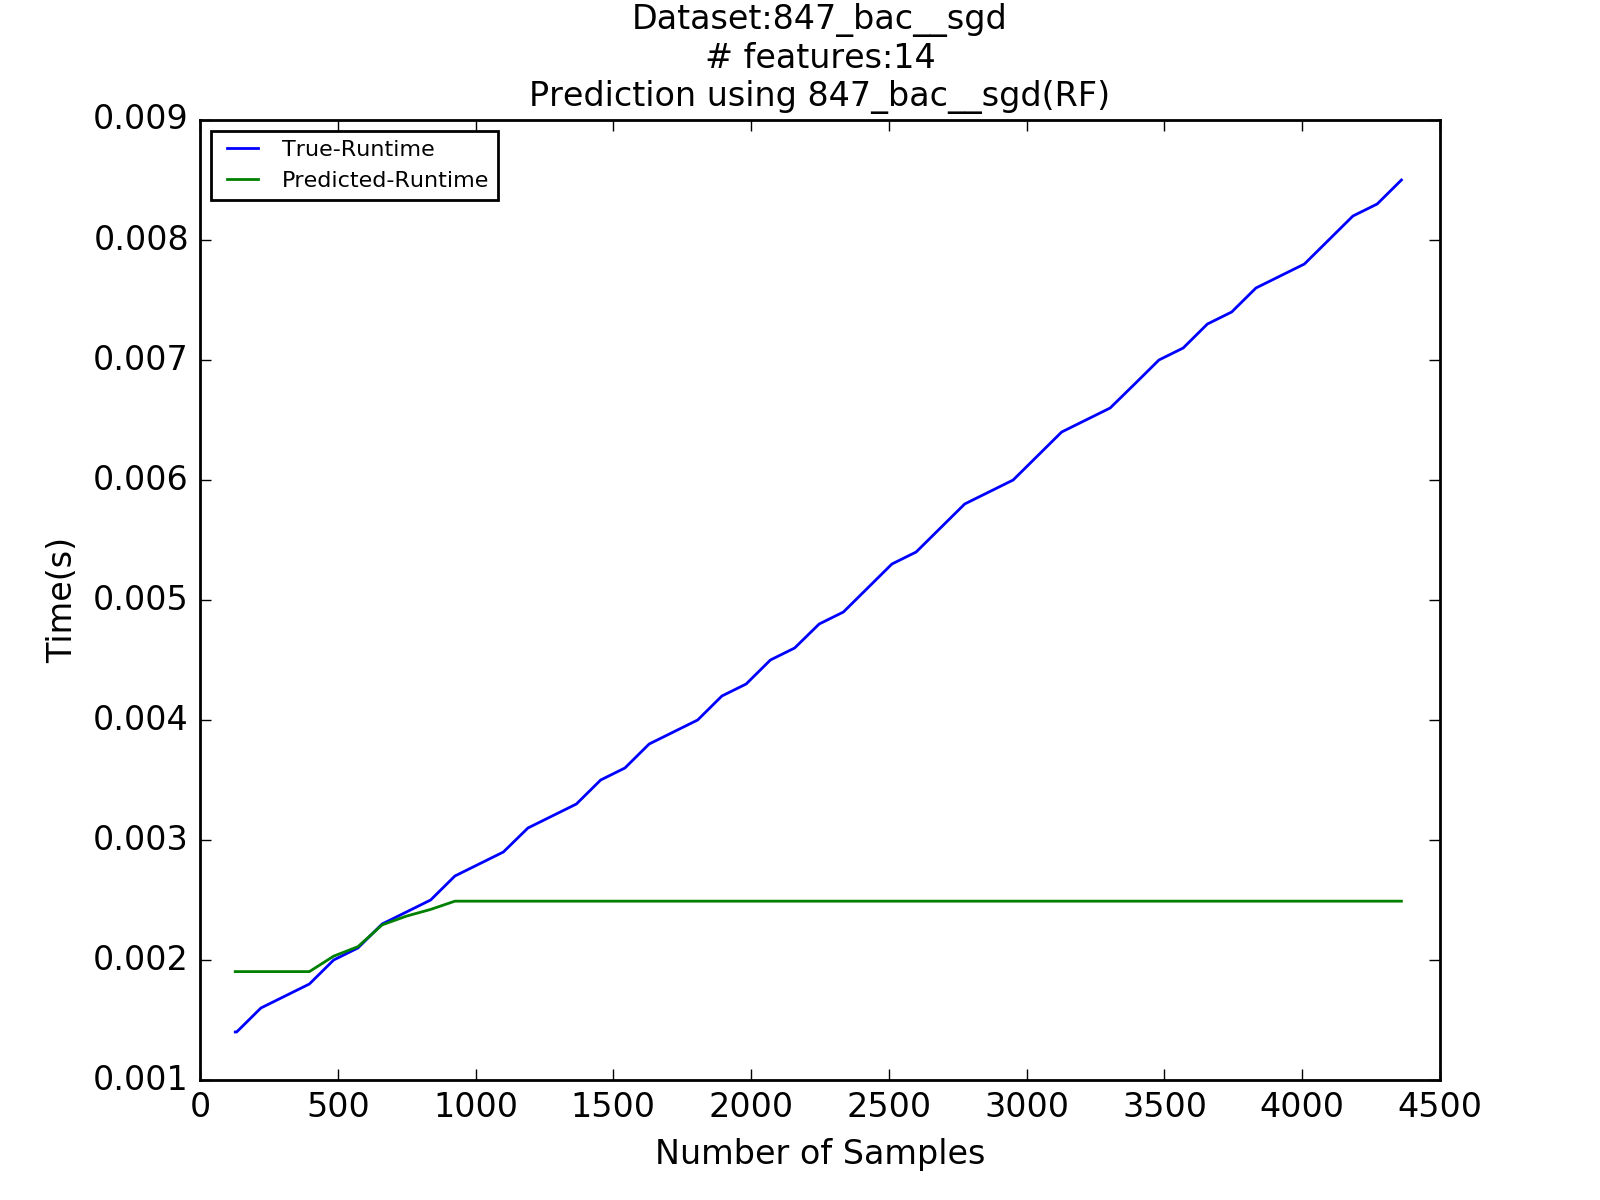 Dataset:847_bac__sgd
# features:14
Prediction using 847_bac__sgd(RF)
0.009
0.008
0.007
0.006
0.005
0.004
0.003
0.002
0.001
Time(s)
True-Runtime
Predicted-Runtime
0 500 1000 1500 2000 2500 3000 3500 4000 4500
Number of Samples